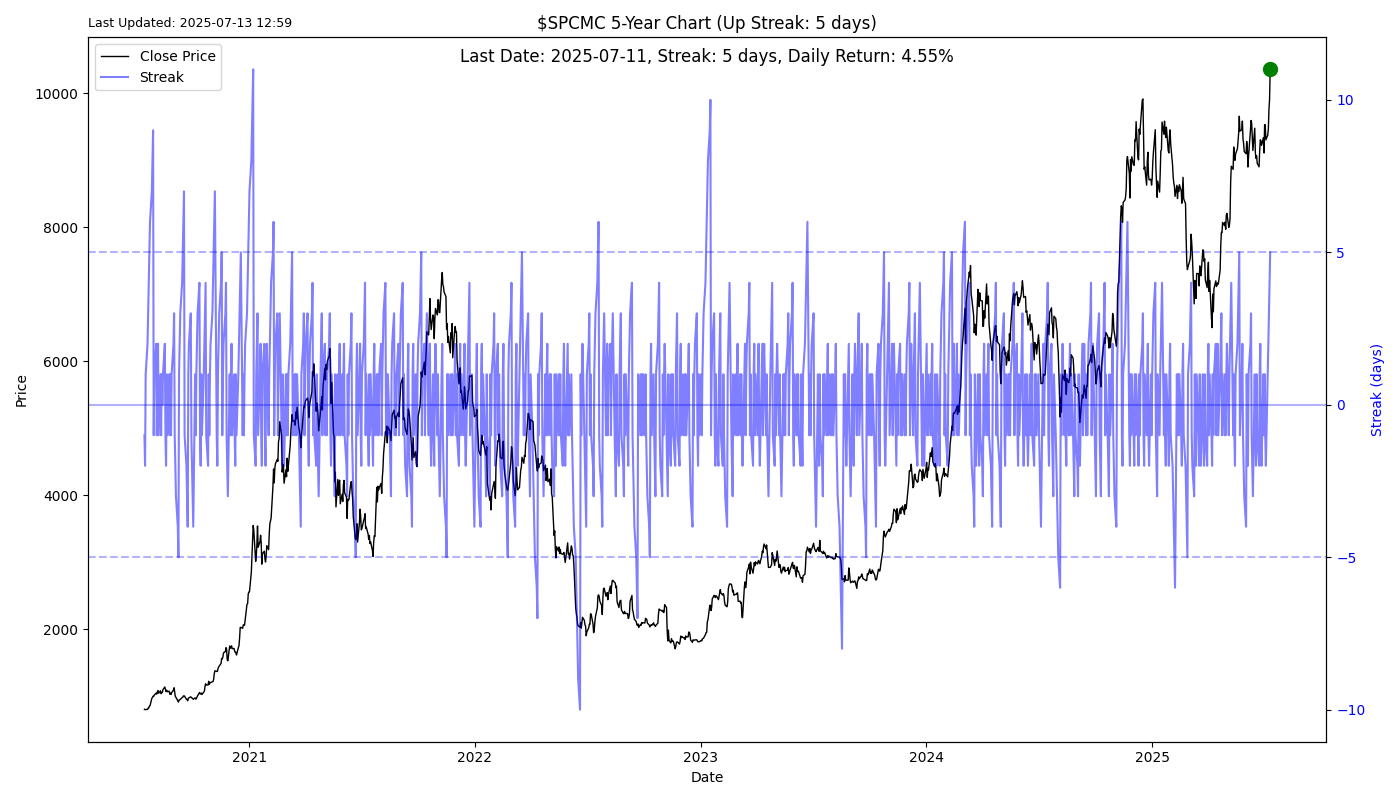 Last Updated: 2025-07-13 12:59
$SPCMC 5-Year Chart (Up Streak: 5 days)
Last Date: 2025-07-11, Streak: 5 days, Daily Return: 4.55%
Close Price
Streak
10000
8000
6000
4000
2000
Price
10
5
0
−5
−10
Streak (days)
2021
2022
2023
2024
2025
Date